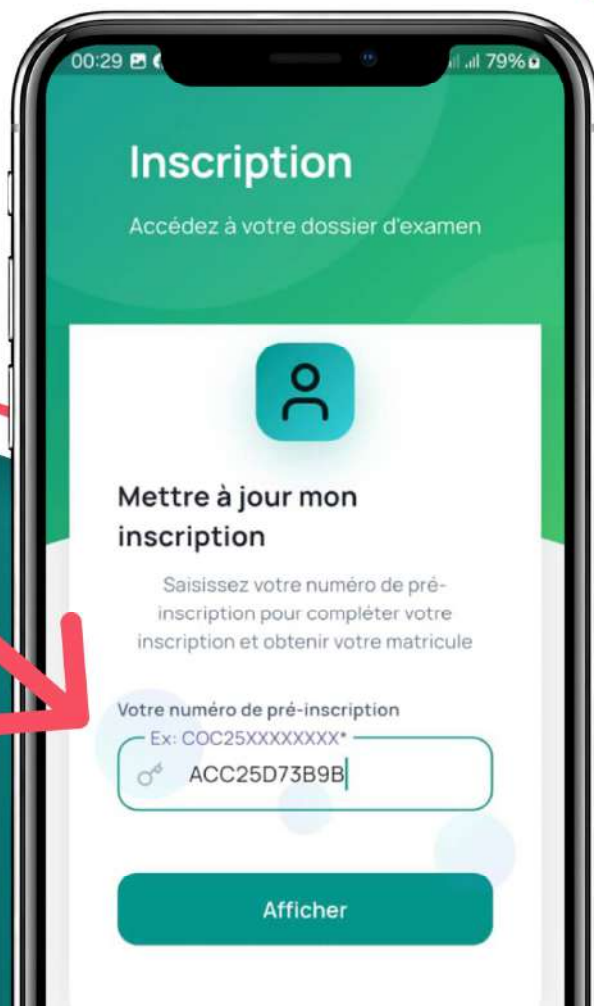 00:29
79%
Inscription
Accédez à votre dossier d'examen
Mettre à jour mon
inscription
Saisissez votre numéro de pré-
inscription pour compléter votre
inscription et obtenir votre matricule
Votre numéro de pré-inscription
Ex: COC25XXXXXXXX*
ACC25D73B9B
Afficher